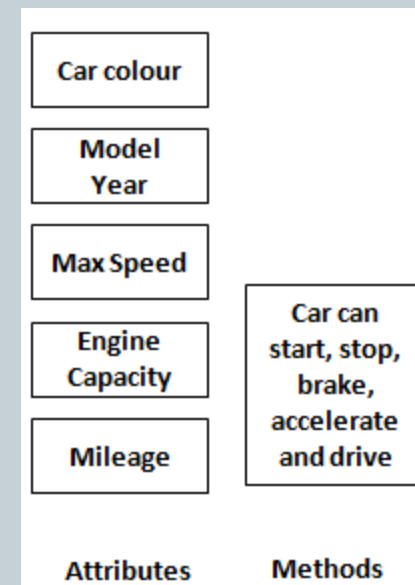 Car colour
Model
Year
Max Speed
Engine
Capacity
Mileage
Attributes
Car can
start, stop,
brake,
accelerate
and drive
Methods